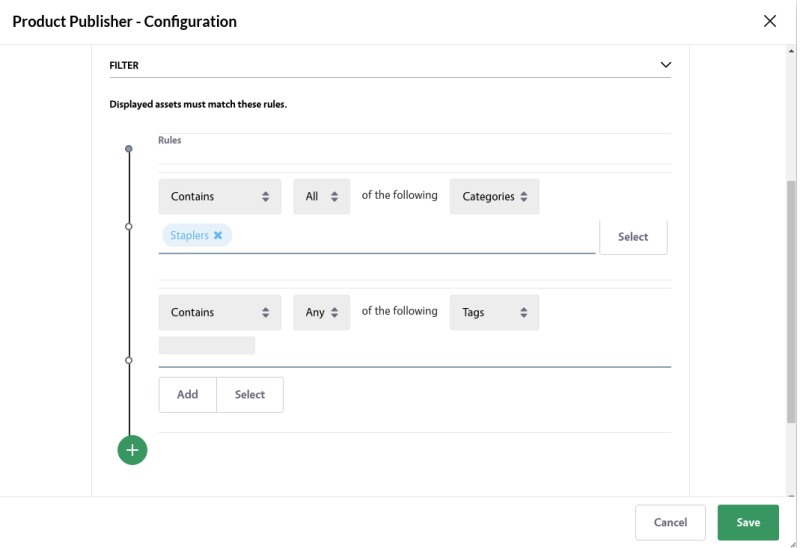 Product Publisher - Configuration
FILTER
Displayed assets must match these rules.
Rules
Contains All of the following Categories
Staplers Select
Contains Any of the following Tags
Add Select
Cancel Save